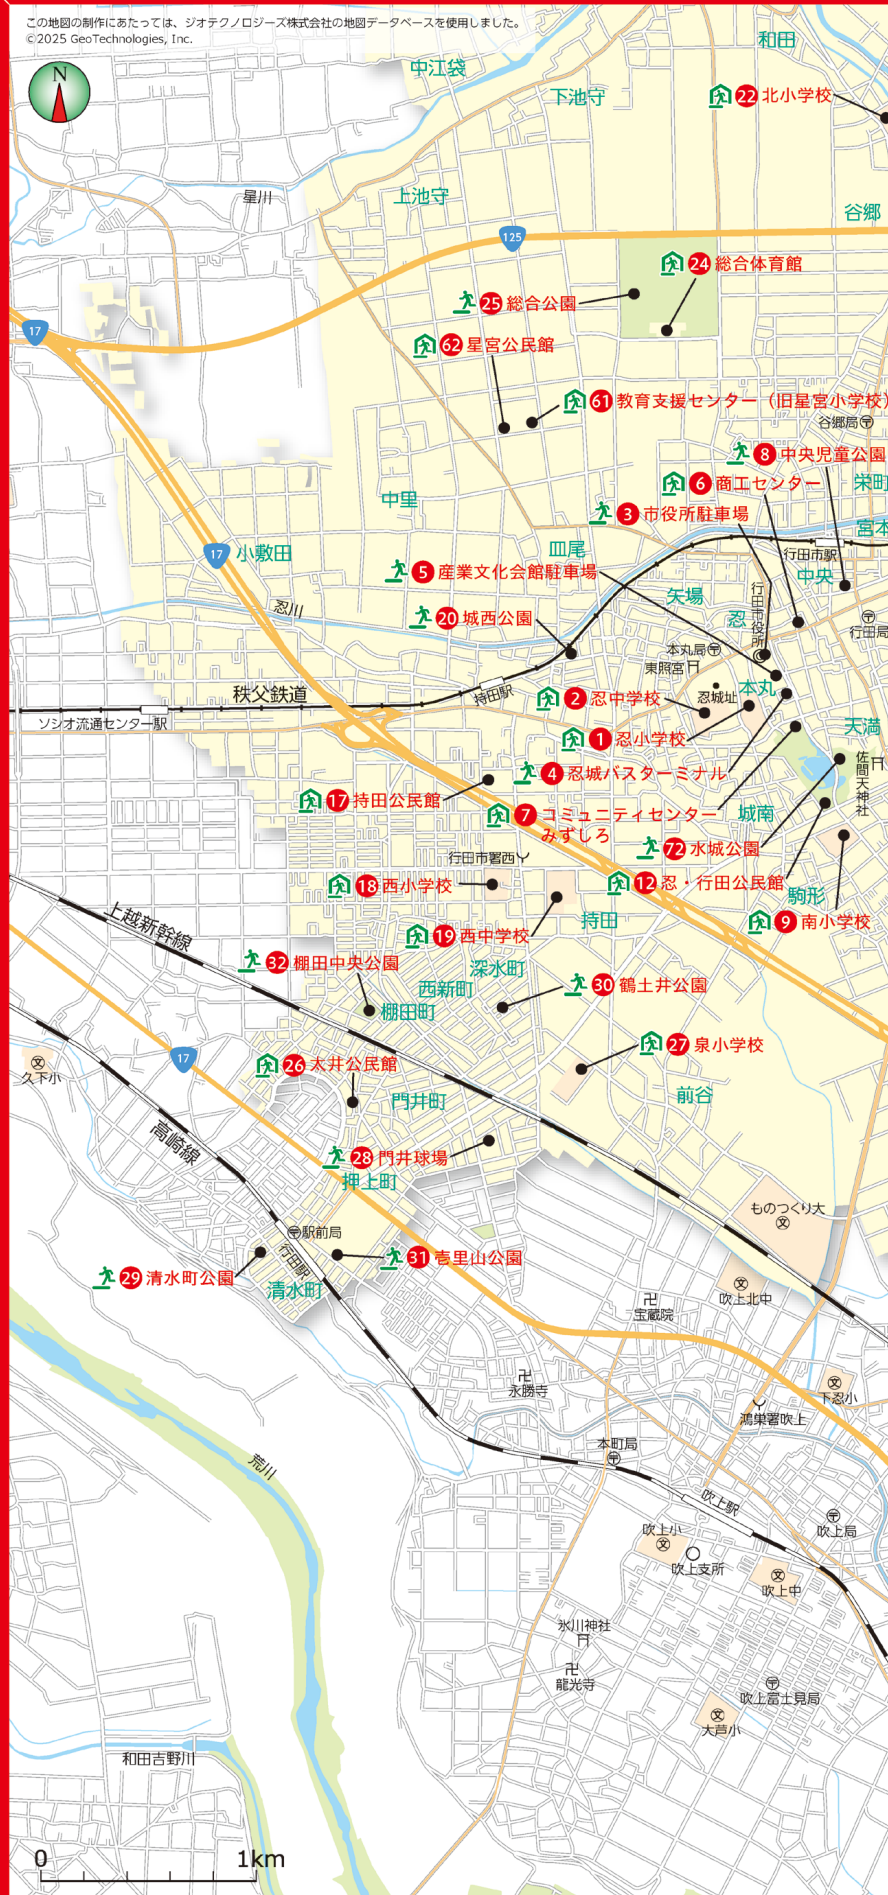 この地図の制作にあたっては、ジオテクノロジーズ株式会社の地図データベースを使用しました。
©2025 GeoTechnologies, Inc.
N
和田
中江袋
下池守
22 北小学校
上池守
星川
谷郷
125
24 総合体育館
25 総合公園
17
62 星宮公民館
61 教育支援センター（旧星宮小学校）
谷郷局
8 中央児童公園
6 商工センター
栄町
中里
3 市役所駐車場
宮本
17
小敷田
皿尾
行田市駅
5 産業文化会館駐車場
中央
矢場
行田市役所
忍川
20 城西公園
忍
行田局
本丸局
東照宮
秩父鉄道
持田駅
2 忍中学校
忍城址
本丸
ソシオ流通センター駅
1 忍小学校
天満
佐間天神社
4 忍城バスターミナル
17 持田公民館
7 コミュニティセンター
みずしろ
城南
72 水城公園
行田市署西
18 西小学校
12 忍・行田公民館
駒形
上越新幹線
持田
9 南小学校
19 西中学校
32 棚田中央公園
深水町
西新町
30 鶴土井公園
棚田町
17
27 泉小学校
久下小
26 太井公民館
門井町
前谷
高崎線
28 門井球場
押上町
ものつくり大
駅前局
行田駅
31 壱里山公園
29 清水町公園
清水町
吹上北中
宝蔵院
永勝寺
下忍小
鴻巣署吹上
本町局
荒川
吹上駅
吹上小
吹上局
吹上支所
吹上中
氷川神社
龍光寺
吹上富士見局
大芦小
和田吉野川
0 1km